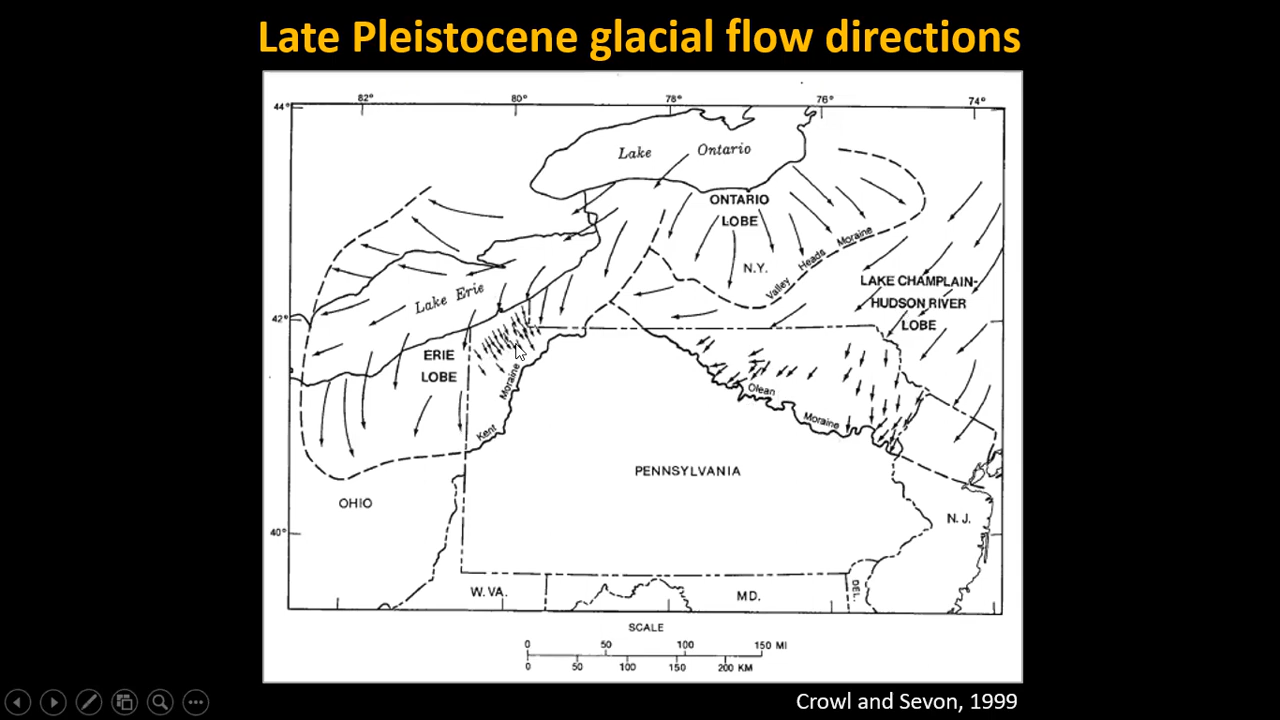 Late Pleistocene glacial flow directions
82°
80°
78°
76°
74°
44°
Lake Ontario
ONTARIO
LOBE
N.Y.
Valley Heads Moraine
LAKE CHAMPLAIN-
HUDSON RIVER
LOBE
Lake Erie
42°
ERIE
LOBE
Kent Moraine
Olean Moraine
PENNSYLVANIA
OHIO
N. J.
40°
W. VA.
MD.
DEL.
SCALE
0 50 100 150 MI
0 50 100 150 200 KM
Crowl and Sevon, 1999